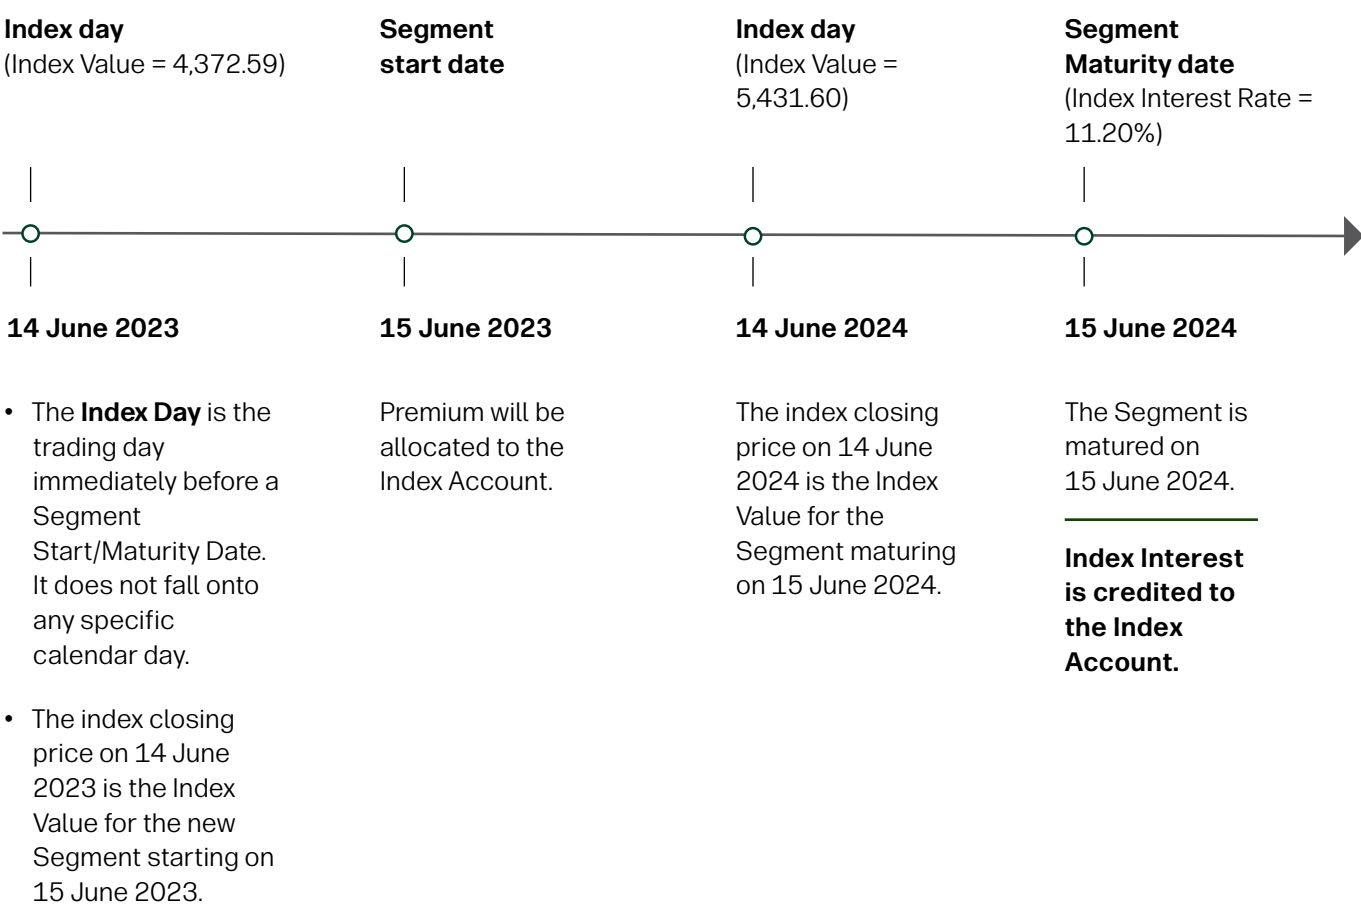 Index day
(Index Value = 4,372.59)
Segment
start date
Index day
(Index Value =
5,431.60)
Segment
Maturity date
(Index Interest Rate =
11.20%)
14 June 2023
15 June 2023
14 June 2024
15 June 2024
• The Index Day is the
trading day
immediately before a
Segment
Start/Maturity Date.
It does not fall onto
any specific
calendar day.
• The index closing
price on 14 June
2023 is the Index
Value for the new
Segment starting on
15 June 2023.
Premium will be
allocated to the
Index Account.
The index closing
price on 14 June
2024 is the Index
Value for the
Segment maturing
on 15 June 2024.
The Segment is
matured on
15 June 2024.
Index Interest
is credited to
the Index
Account.